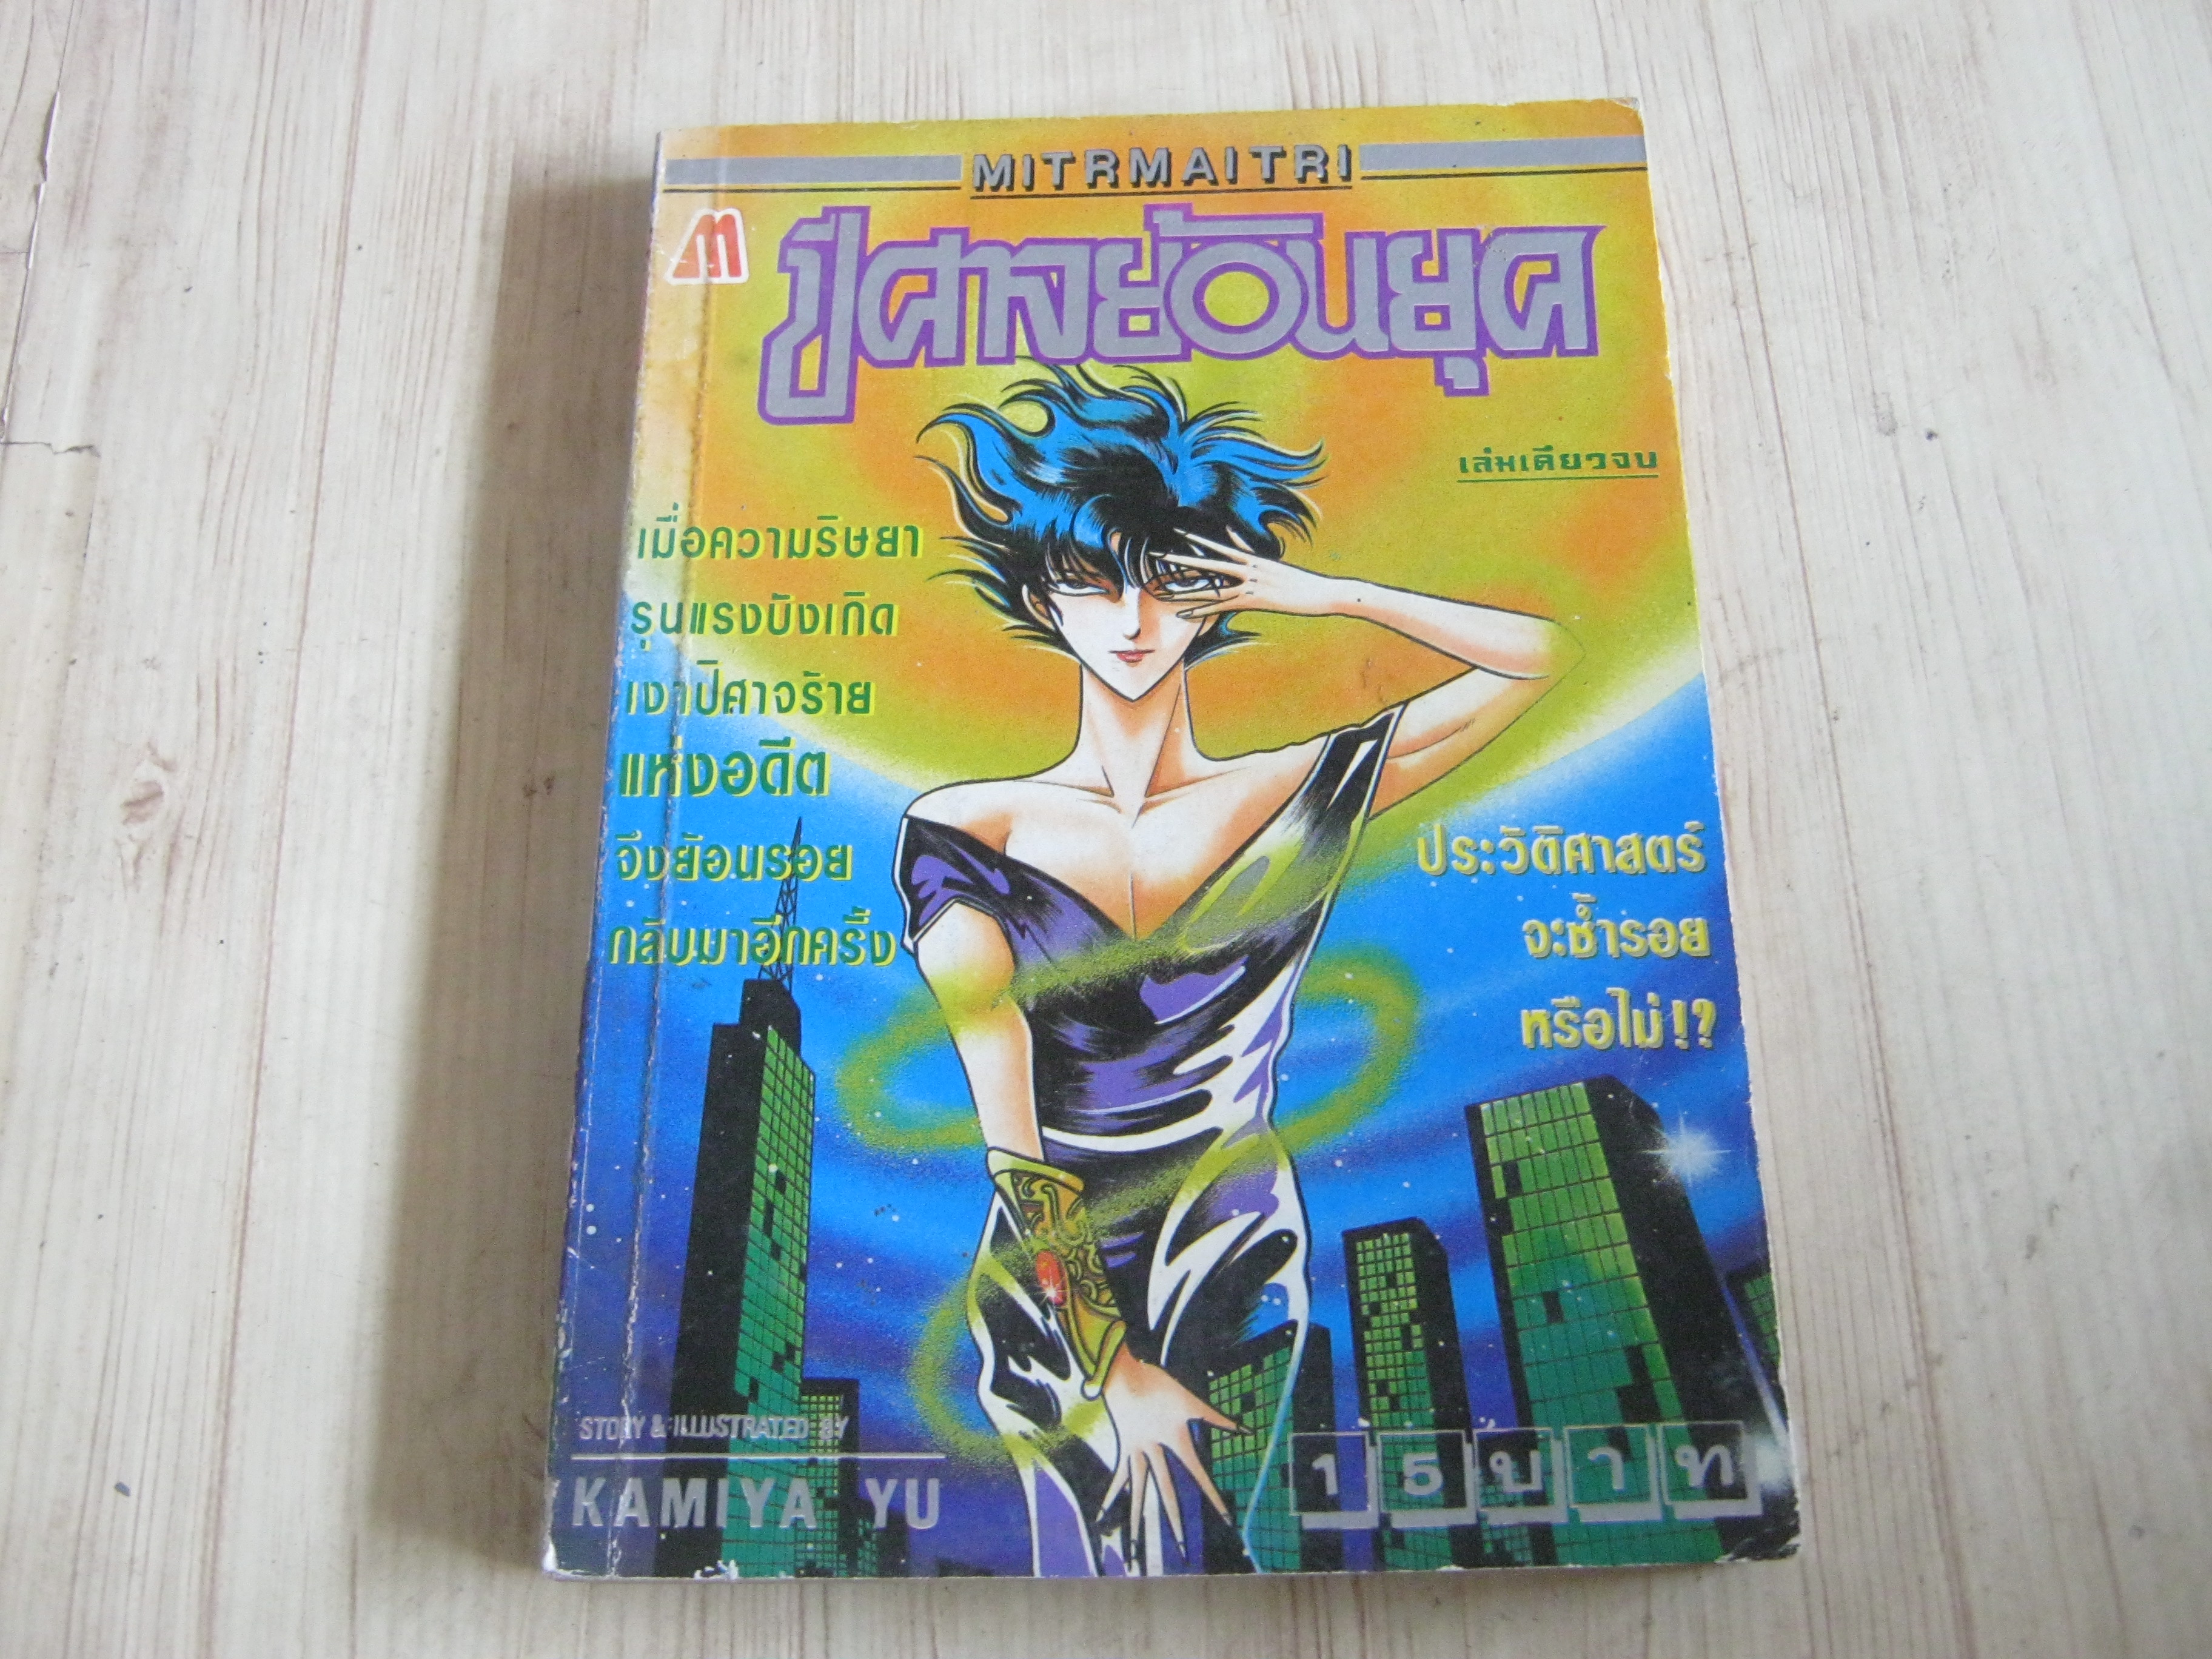 MITRMAITRI
ปีศาจย้อนยุค
เล่มเดียวจบ
เมื่อความริษยา
รุนแรงบังเกิด
เงาปีศาจร้าย
แห่งอดีต
จึงย้อนรอย
กลับมาอีกครั้ง
ประวัติศาสตร์
จะซ้ำรอย
หรือไม่!?
STORY & ILLUSTRATED BY
KAMIYA YU
15บาท